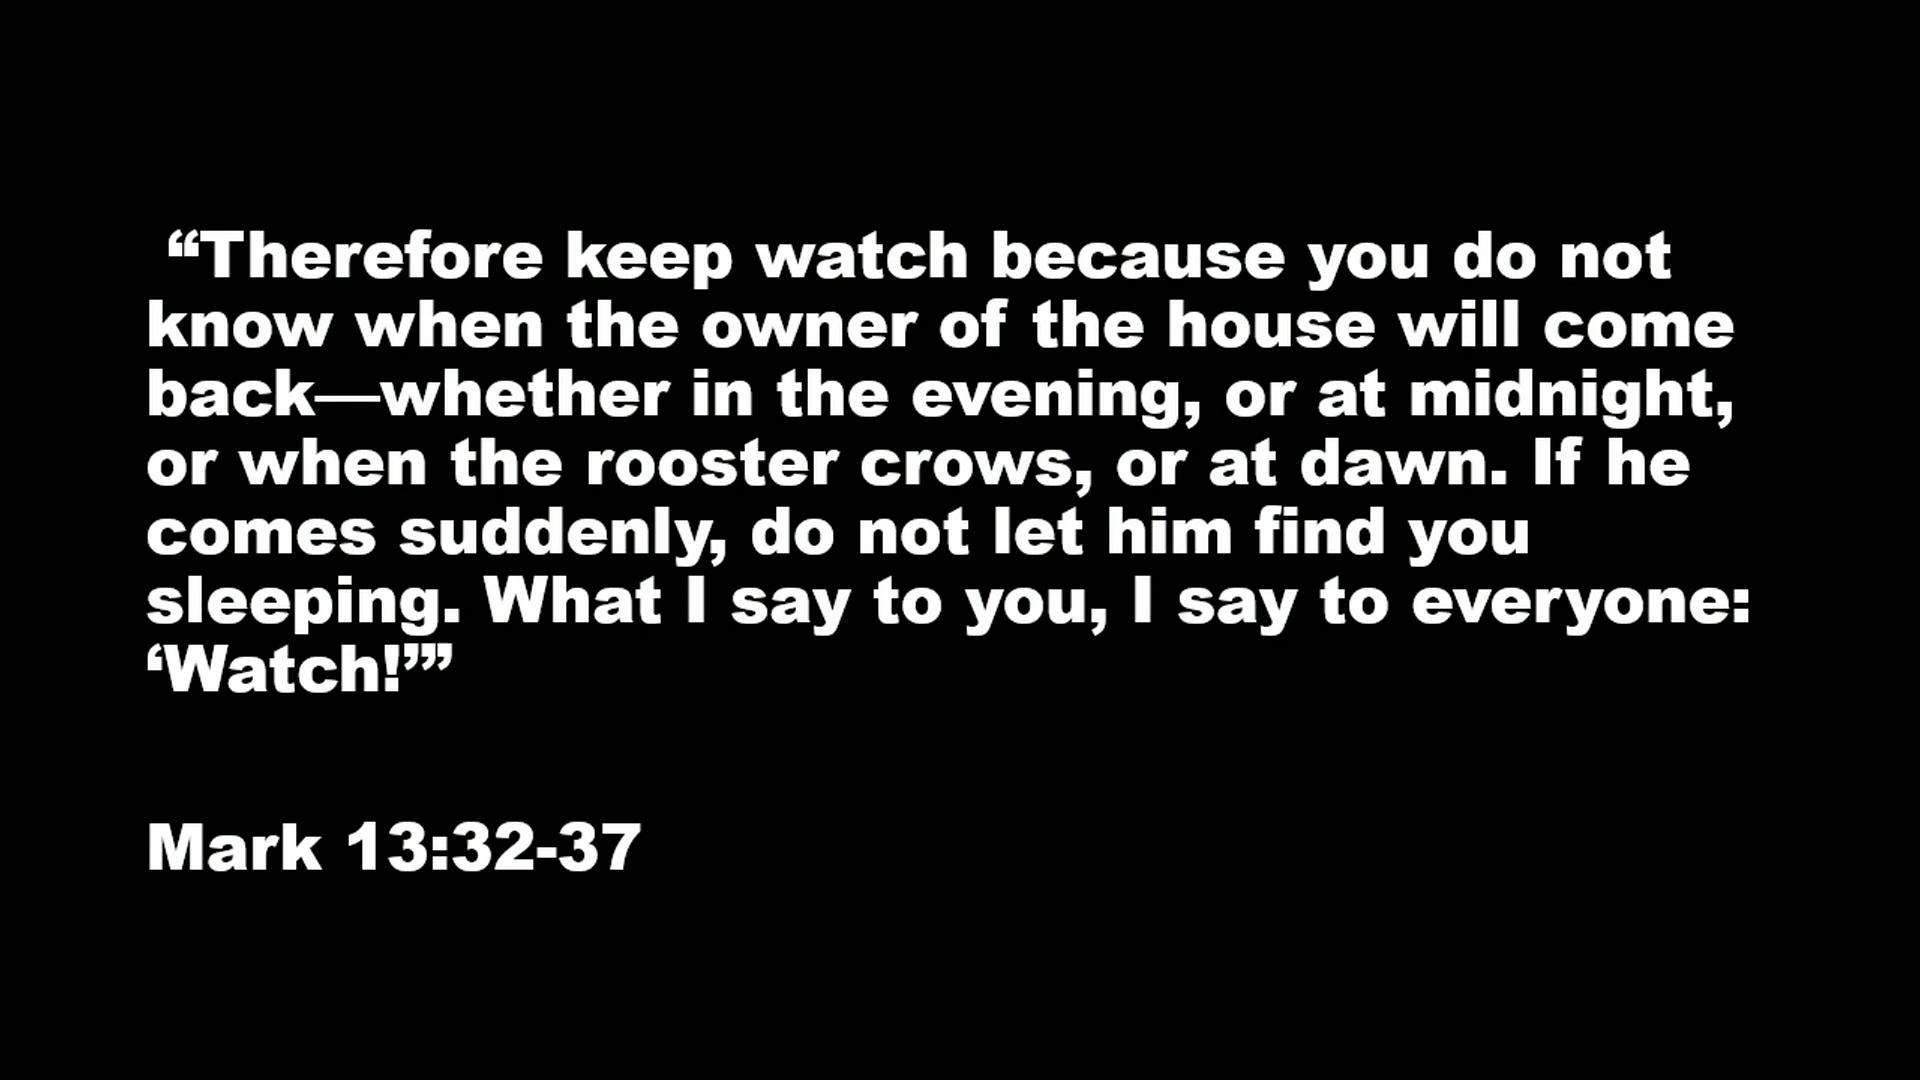 “Therefore keep watch because you do not
know when the owner of the house will come
back—whether in the evening, or at midnight,
or when the rooster crows, or at dawn. If he
comes suddenly, do not let him find you
sleeping. What I say to you, I say to everyone:
‘Watch!’”
Mark 13:32-37